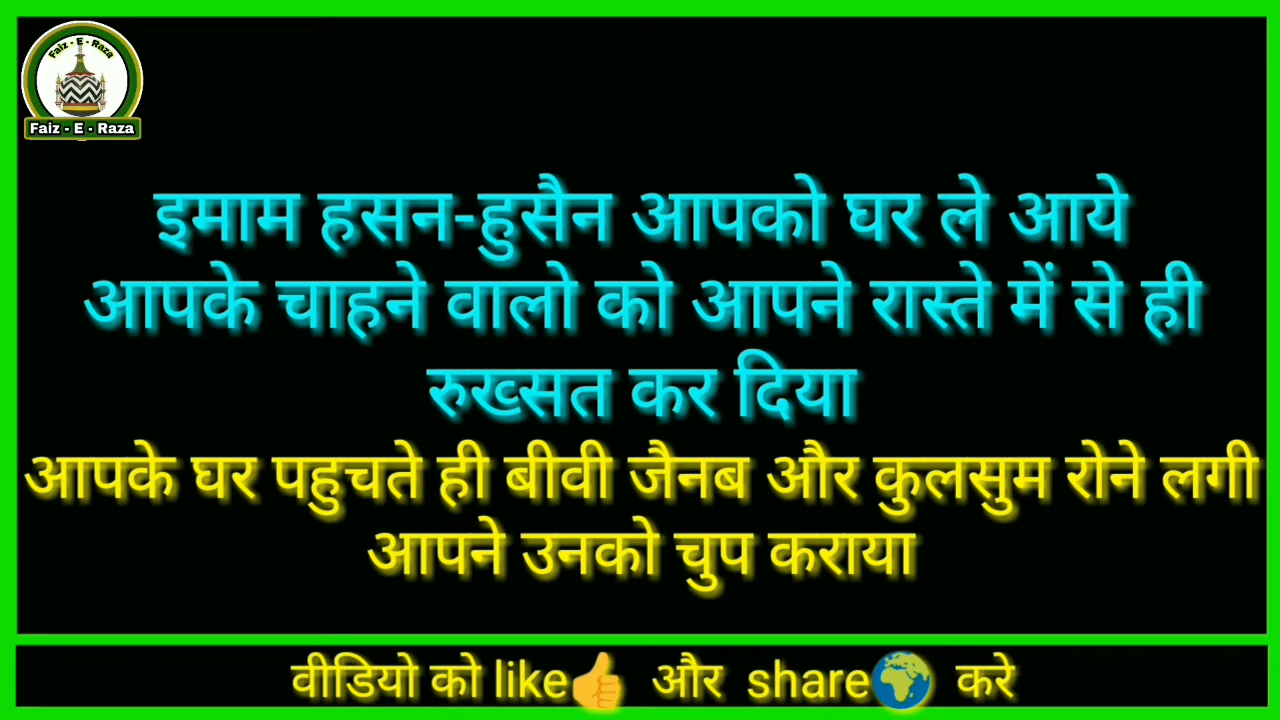 Faiz - E - Raza
Faiz - E - Raza
इमाम हसन-हुसैन आपको घर ले आये
आपके चाहने वालो को आपने रास्ते में से ही
रुख्सत कर दिया
आपके घर पहुचते ही बीवी जैनब और कुलसुम रोने लगी
आपने उनको चुप कराया
वीडियो को like👍 और share🌍 करे